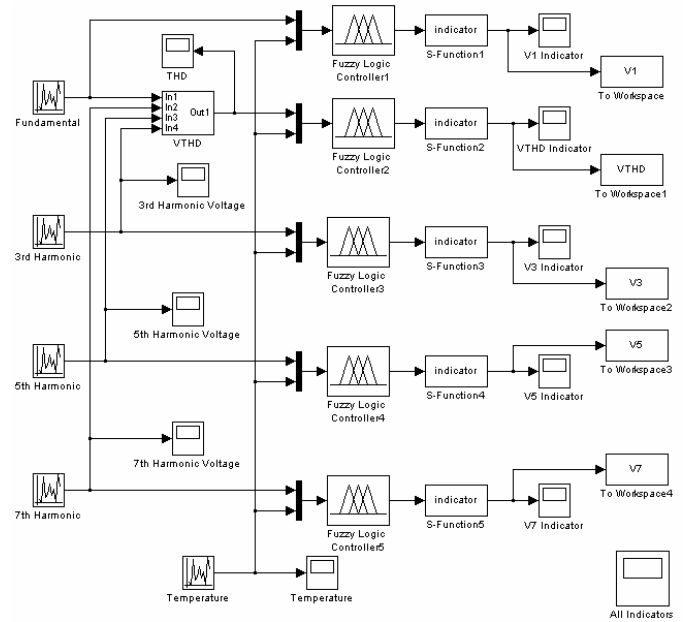 indicator
S-Function1
V1 Indicator
Fuzzy Logic
Controller1
V1
To Workspace
THD
Fundamental
In1
In2
In3
In4
Out1
VTHD
Fuzzy Logic
Controller2
indicator
S-Function2
VTHD Indicator
VTHD
To Workspace1
3rd Harmonic Voltage
3rd Harmonic
Fuzzy Logic
Controller3
indicator
S-Function3
V3 Indicator
V3
To Workspace2
5th Harmonic Voltage
5th Harmonic
Fuzzy Logic
Controller4
indicator
S-Function4
V5
To Workspace3
V5 Indicator
7th Harmonic Voltage
7th Harmonic
Fuzzy Logic
Controller5
indicator
S-Function5
V7
To Workspace4
V7 Indicator
Temperature
Temperature
All Indicators